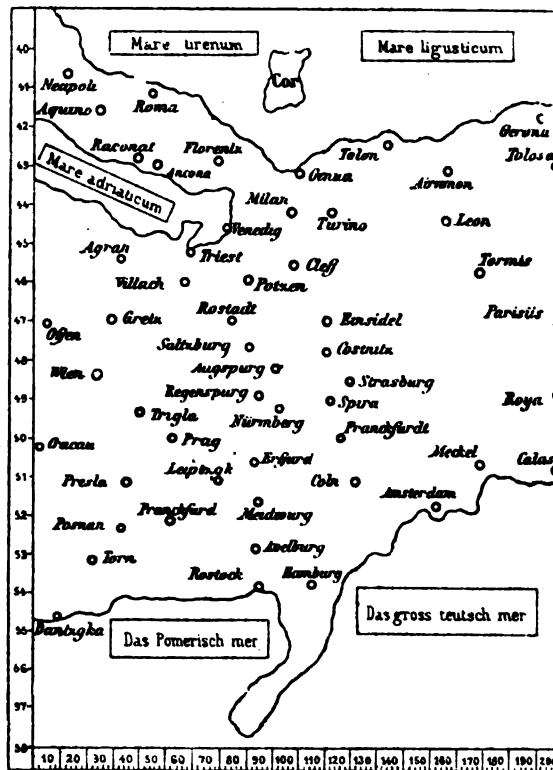 Mare tirenum
Mare ligusticum
40
Cor
Neapoli
41
Roma
Aquino
Gerona
42
Raconat
Florentz
Tolon
Tolosa
43
Ancona
Genua
Mare adriaticum
Milan
Turino
Leon
44
Venedig
45
Agran
Triest
Cleff
Tormis
46
Villach
Potzen
Rostadt
47
Offen
Gretz
Einsidel
Parisiis
Saltzburg
Costnitz
48
Wien
Augspurg
Strasburg
49
Regenspurg
Spira
Roya
Trigla
Nürmberg
50
Cracau
Prag
Franckfurdt
Erffurd
Meckel
Calas
51
Presla
Leiptzigk
Coln
Amsterdam
52
Posnan
Franckfurd
Meidburg
53
Torn
Avelburg
54
Rostock
Hamburg
Dantzigka
Das Pomerisch mer
Das gross teutsch mer
55
56
57
58
10 20 30 40 50 60 70 80 90 100 110 120 130 140 150 160 170 180 190 200